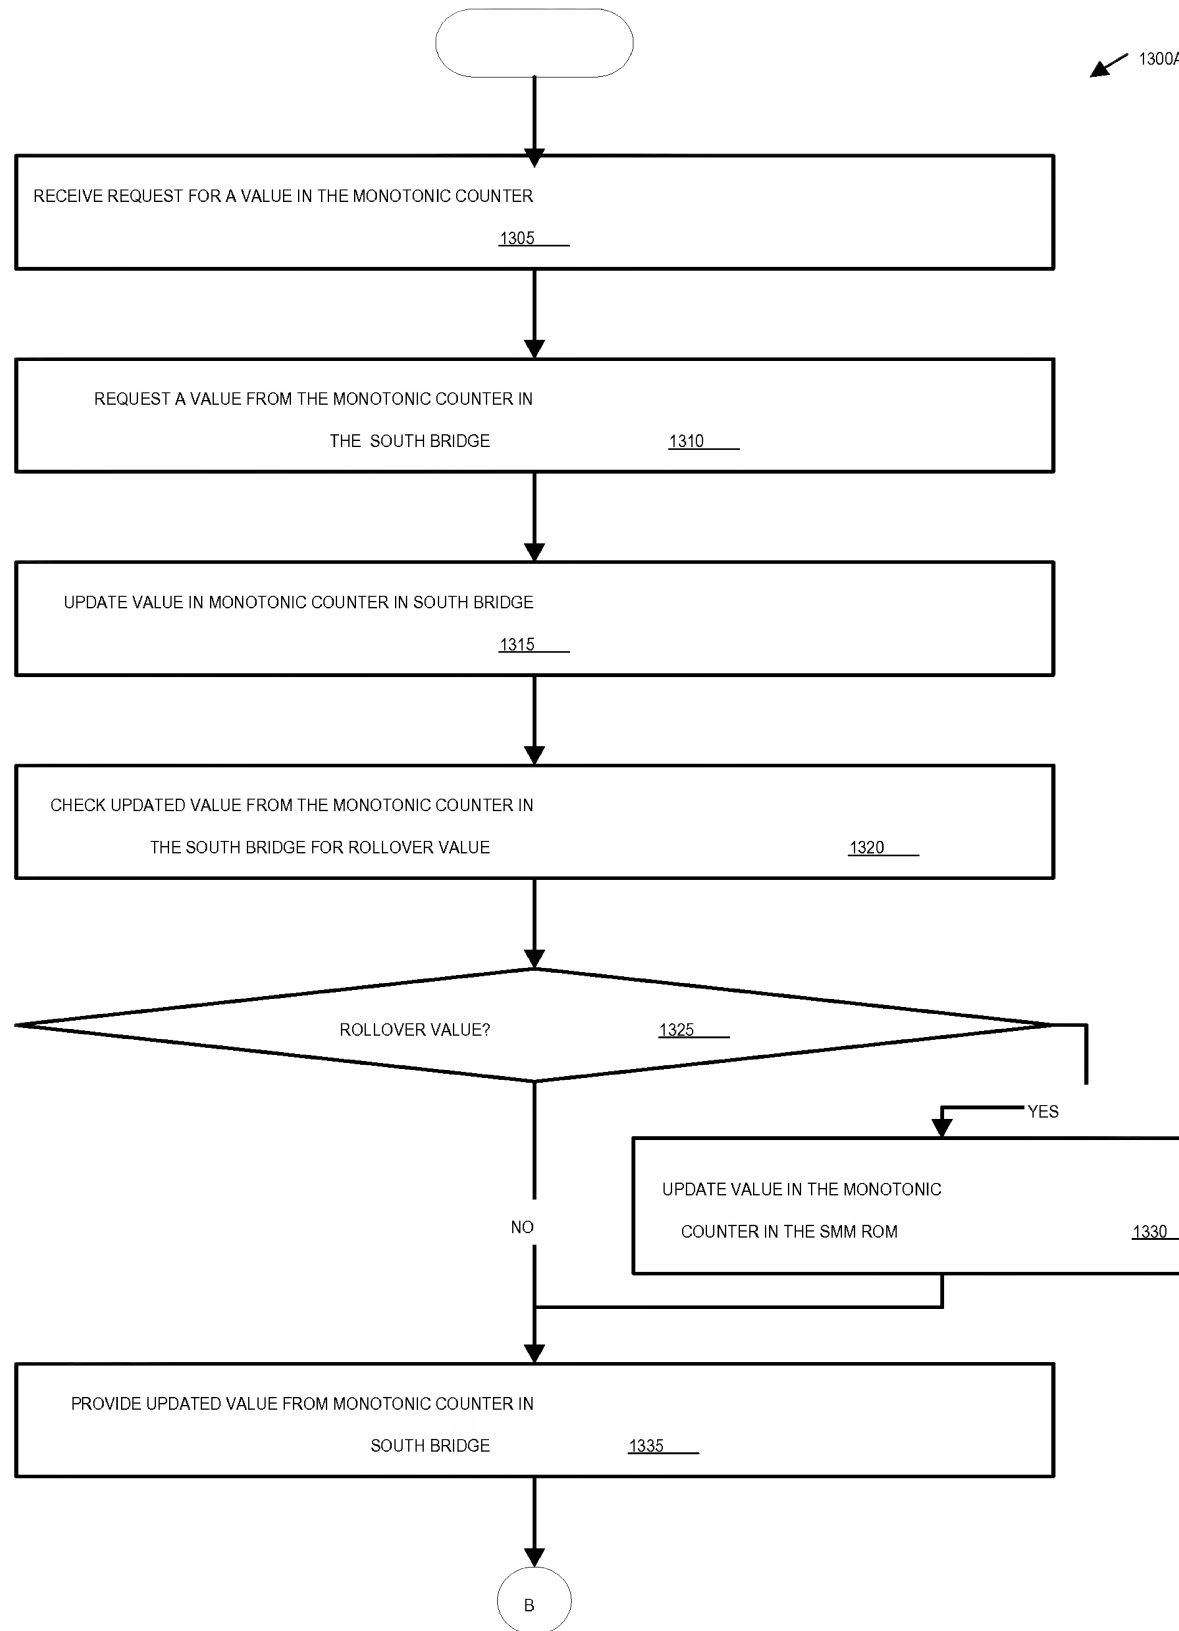 1300A
RECEIVE REQUEST FOR A VALUE IN THE MONOTONIC COUNTER
1305
REQUEST A VALUE FROM THE MONOTONIC COUNTER IN
THE SOUTH BRIDGE 1310
UPDATE VALUE IN MONOTONIC COUNTER IN SOUTH BRIDGE
1315
CHECK UPDATED VALUE FROM THE MONOTONIC COUNTER IN
THE SOUTH BRIDGE FOR ROLLOVER VALUE 1320
ROLLOVER VALUE? 1325
YES
UPDATE VALUE IN THE MONOTONIC
COUNTER IN THE SMM ROM 1330
NO
PROVIDE UPDATED VALUE FROM MONOTONIC COUNTER IN
SOUTH BRIDGE 1335
B